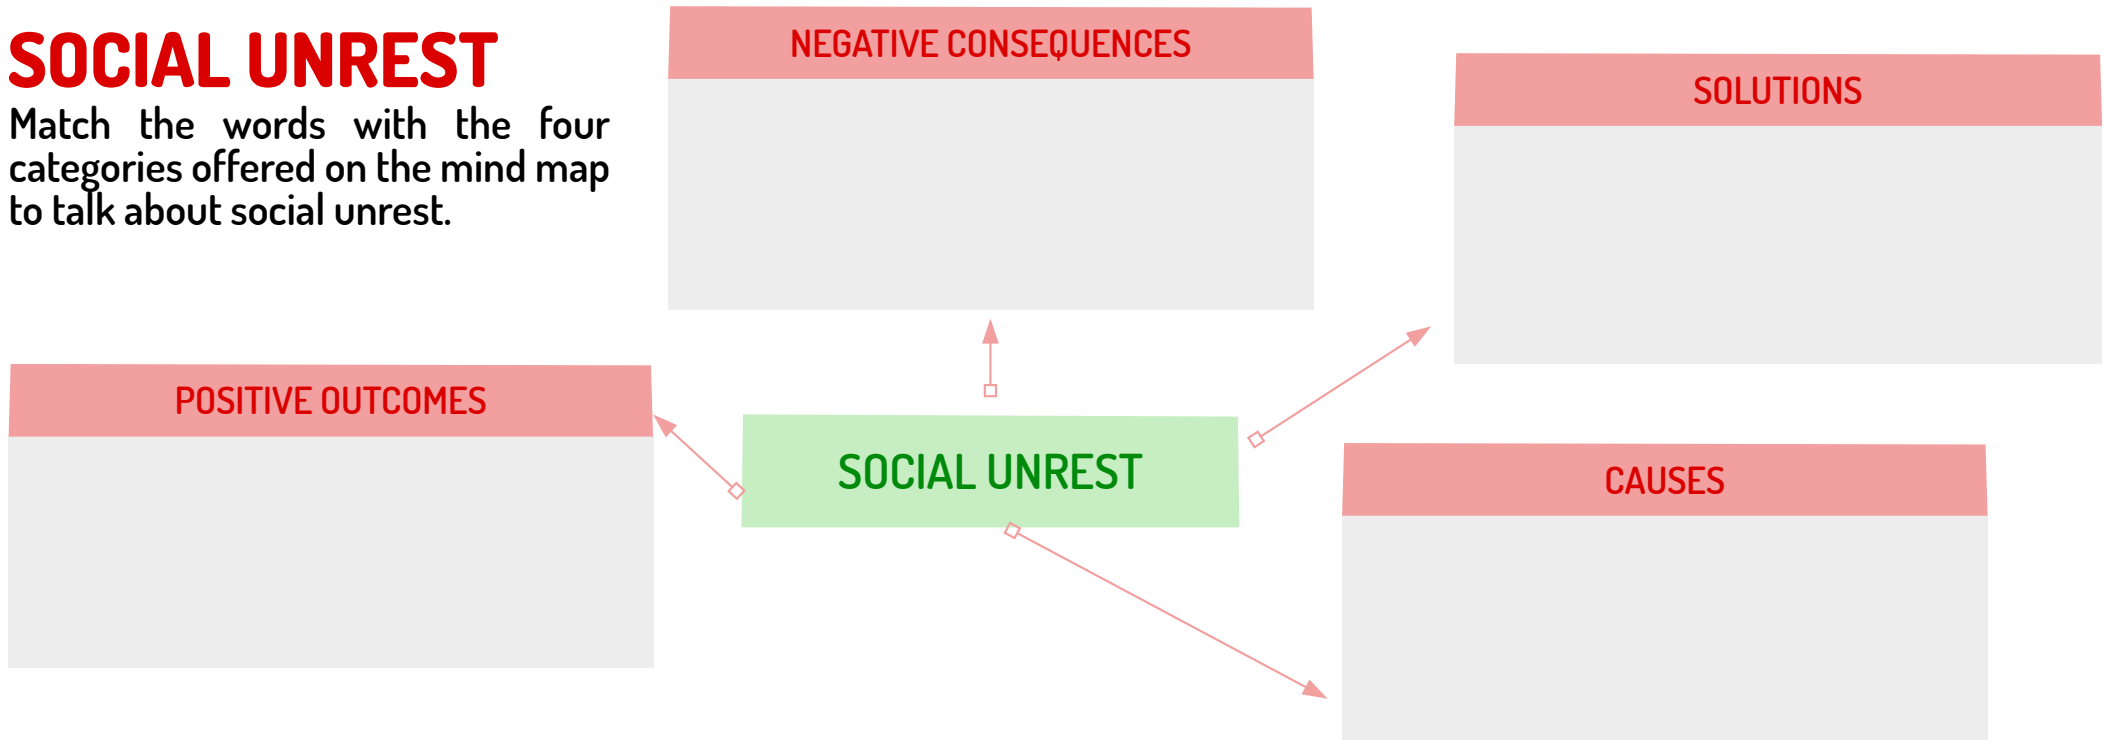 SOCIAL UNREST
Match the words with the four
categories offered on the mind map
to talk about social unrest.
NEGATIVE CONSEQUENCES
SOLUTIONS
POSITIVE OUTCOMES
SOCIAL UNREST
CAUSES